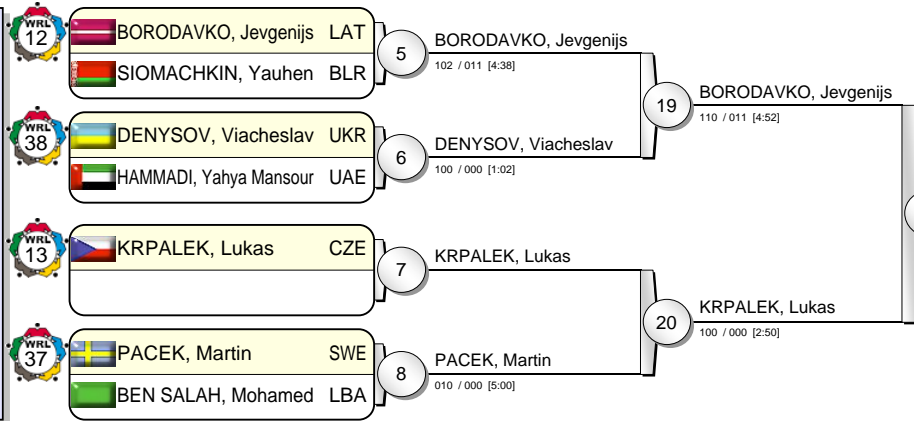 WRL
12
BORODAVKO, Jevgenijs LAT
SIOMACHKIN, Yauhen BLR
5
BORODAVKO, Jevgenijs
102 / 011 [4:38]
WRL
38
DENYSOV, Viacheslav UKR
HAMMADI, Yahya Mansour UAE
6
DENYSOV, Viacheslav
100 / 000 [1:02]
19
BORODAVKO, Jevgenijs
110 / 011 [4:52]
WRL
13
KRPALEK, Lukas CZE
7
KRPALEK, Lukas
WRL
37
PACEK, Martin SWE
BEN SALAH, Mohamed LBA
8
PACEK, Martin
010 / 000 [5:00]
20
KRPALEK, Lukas
100 / 000 [2:50]